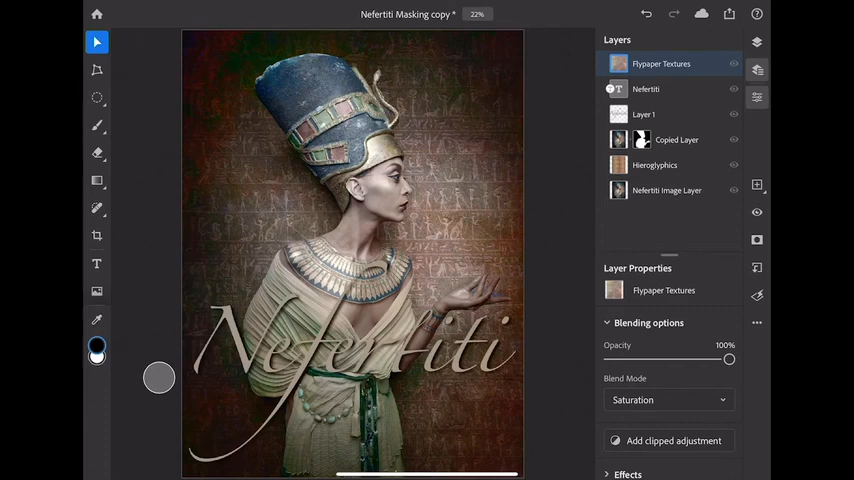 Nefertiti Masking copy *
22%
Layers
Flypaper Textures
T
Nefertiti
Layer 1
Copied Layer
Hieroglyphics
Nefertiti Image Layer
Layer Properties
Flypaper Textures
Blending options
Opacity
100%
Blend Mode
Saturation
Add clipped adjustment
Effects
Nefertiti